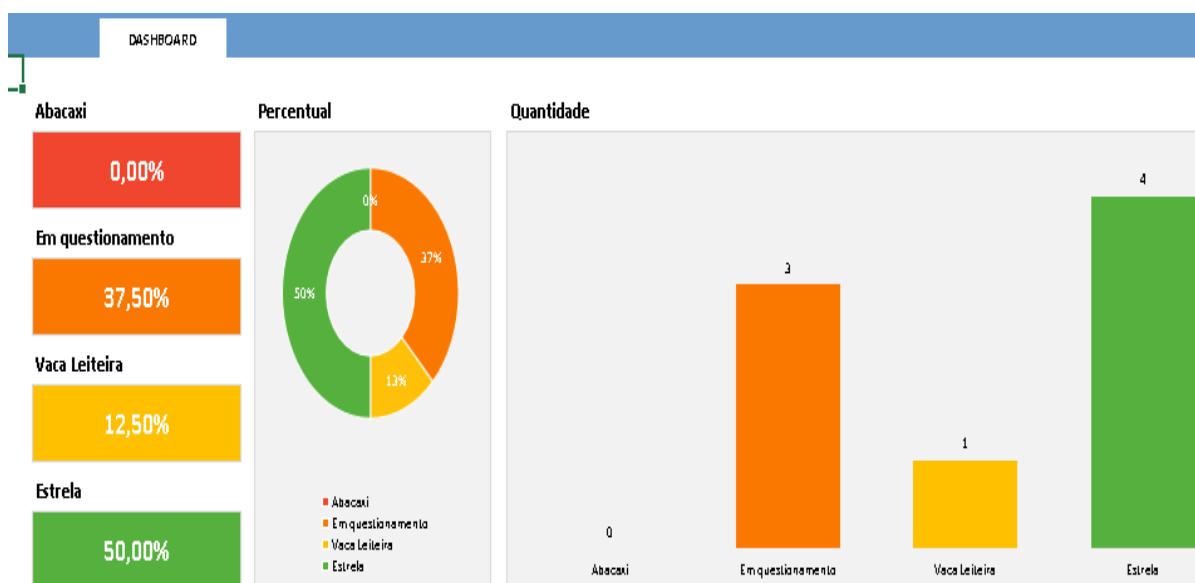 DASHBOARD
Abacaxi
0,00%
Em questionamento
37,50%
Vaca Leiteira
12,50%
Estrela
50,00%
Percentual
0%
37%
50%
13%
Abacaxi
Em questionamento
Vaca Leiteira
Estrela
Quantidade
4
3
1
0
Abacaxi Em questionamento Vaca Leiteira Estrela